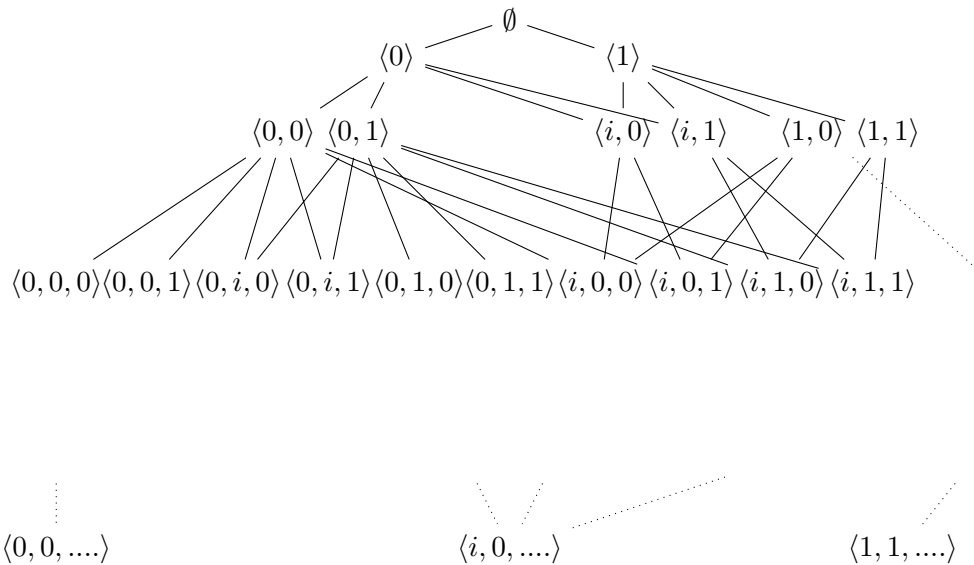 ∅
⟨0⟩ ⟨1⟩
⟨0, 0⟩ ⟨0, 1⟩ ⟨i, 0⟩ ⟨i, 1⟩ ⟨1, 0⟩ ⟨1, 1⟩
⟨0, 0, 0⟩⟨0, 0, 1⟩⟨0, i, 0⟩⟨0, i, 1⟩⟨0, 1, 0⟩⟨0, 1, 1⟩⟨i, 0, 0⟩⟨i, 0, 1⟩⟨i, 1, 0⟩⟨i, 1, 1⟩
⟨0, 0, ....⟩ ⟨i, 0, ....⟩ ⟨1, 1, ....⟩